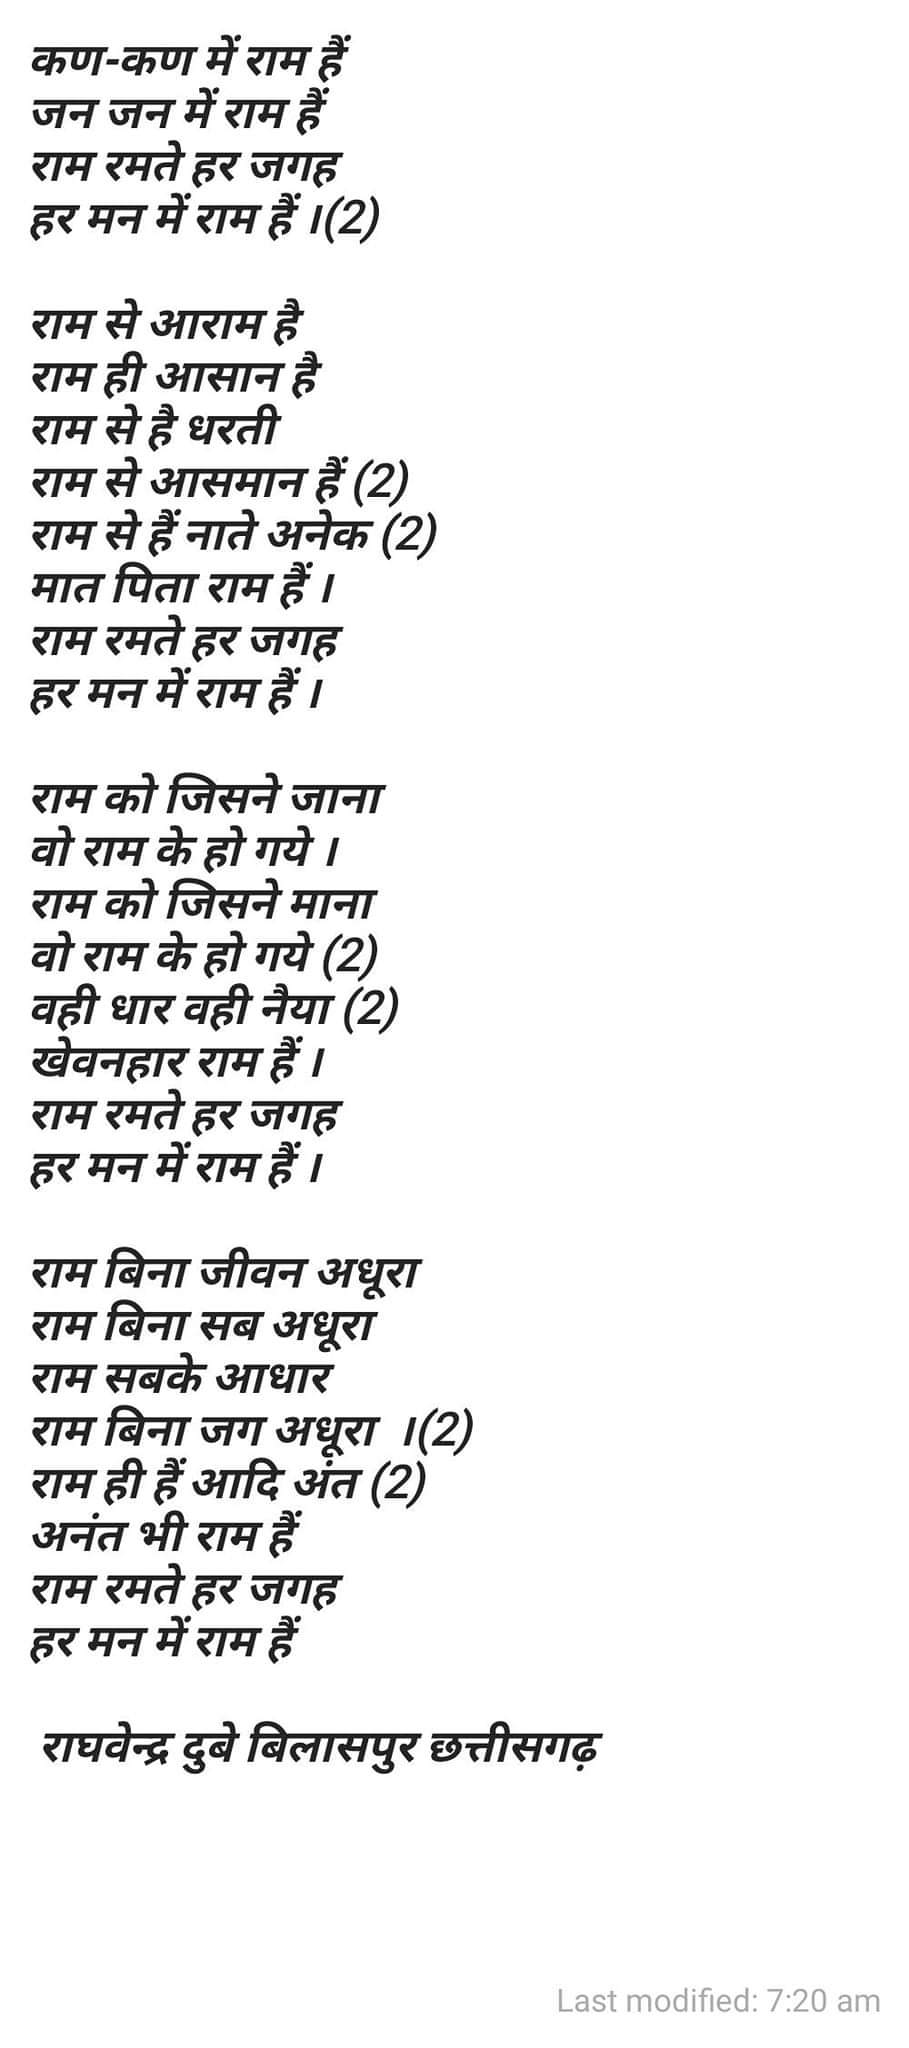 कण-कण में राम हैं
जन जन में राम हैं
राम रमते हर जगह
हर मन में राम हैं ।(2)
राम से आराम है
राम ही आसान है
राम से है धरती
राम से आसमान हैं (2)
राम से हैं नाते अनेक (2)
मात पिता राम हैं ।
राम रमते हर जगह
हर मन में राम हैं ।
राम को जिसने जाना
वो राम के हो गये ।
राम को जिसने माना
वो राम के हो गये (2)
वही धार वही नैया (2)
खेवनहार राम हैं ।
राम रमते हर जगह
हर मन में राम हैं ।
राम बिना जीवन अधूरा
राम बिना सब अधूरा
राम सबके आधार
राम बिना जग अधूरा ।(2)
राम ही हैं आदि अंत (2)
अनंत भी राम हैं
राम रमते हर जगह
हर मन में राम हैं
राघवेन्द्र दुबे बिलासपुर छत्तीसगढ़
Last modified: 7:20 am